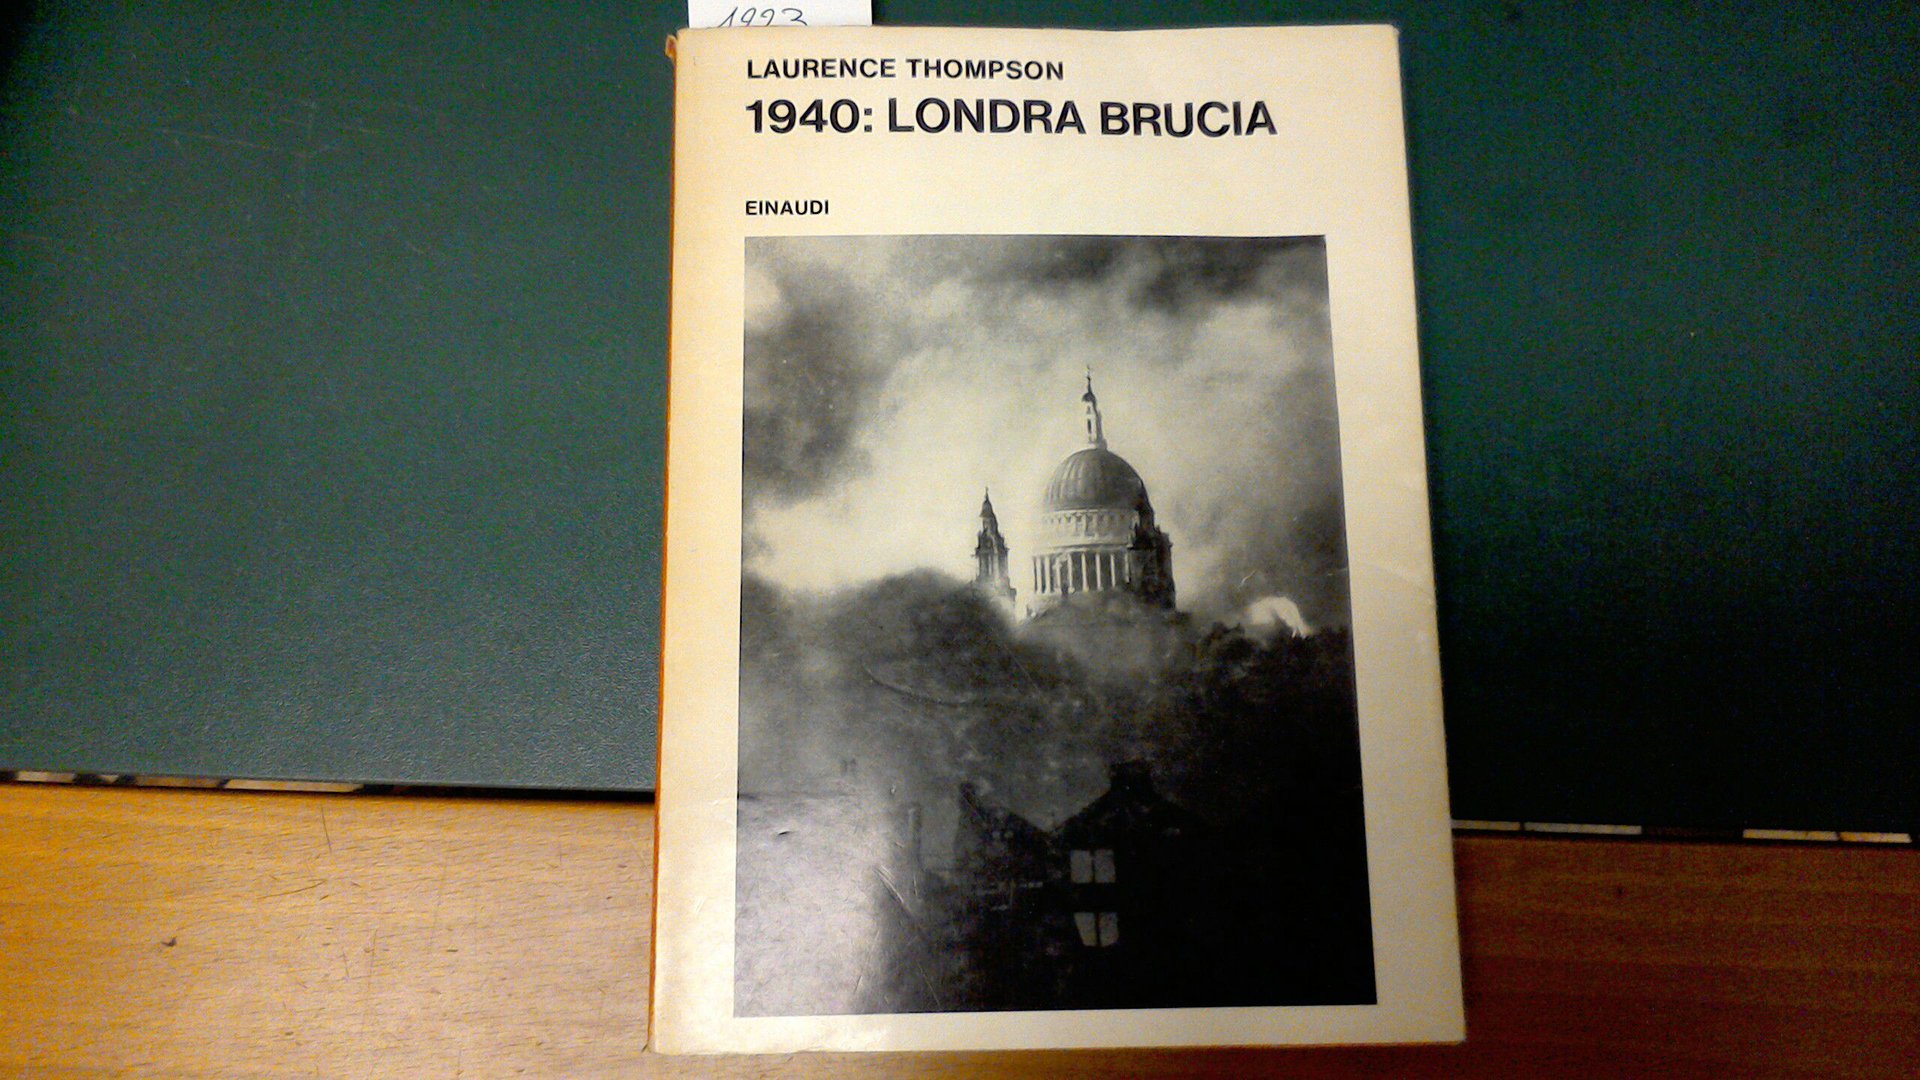 LAURENCE THOMPSON
1940: LONDRA BRUCIA
EINAUDI